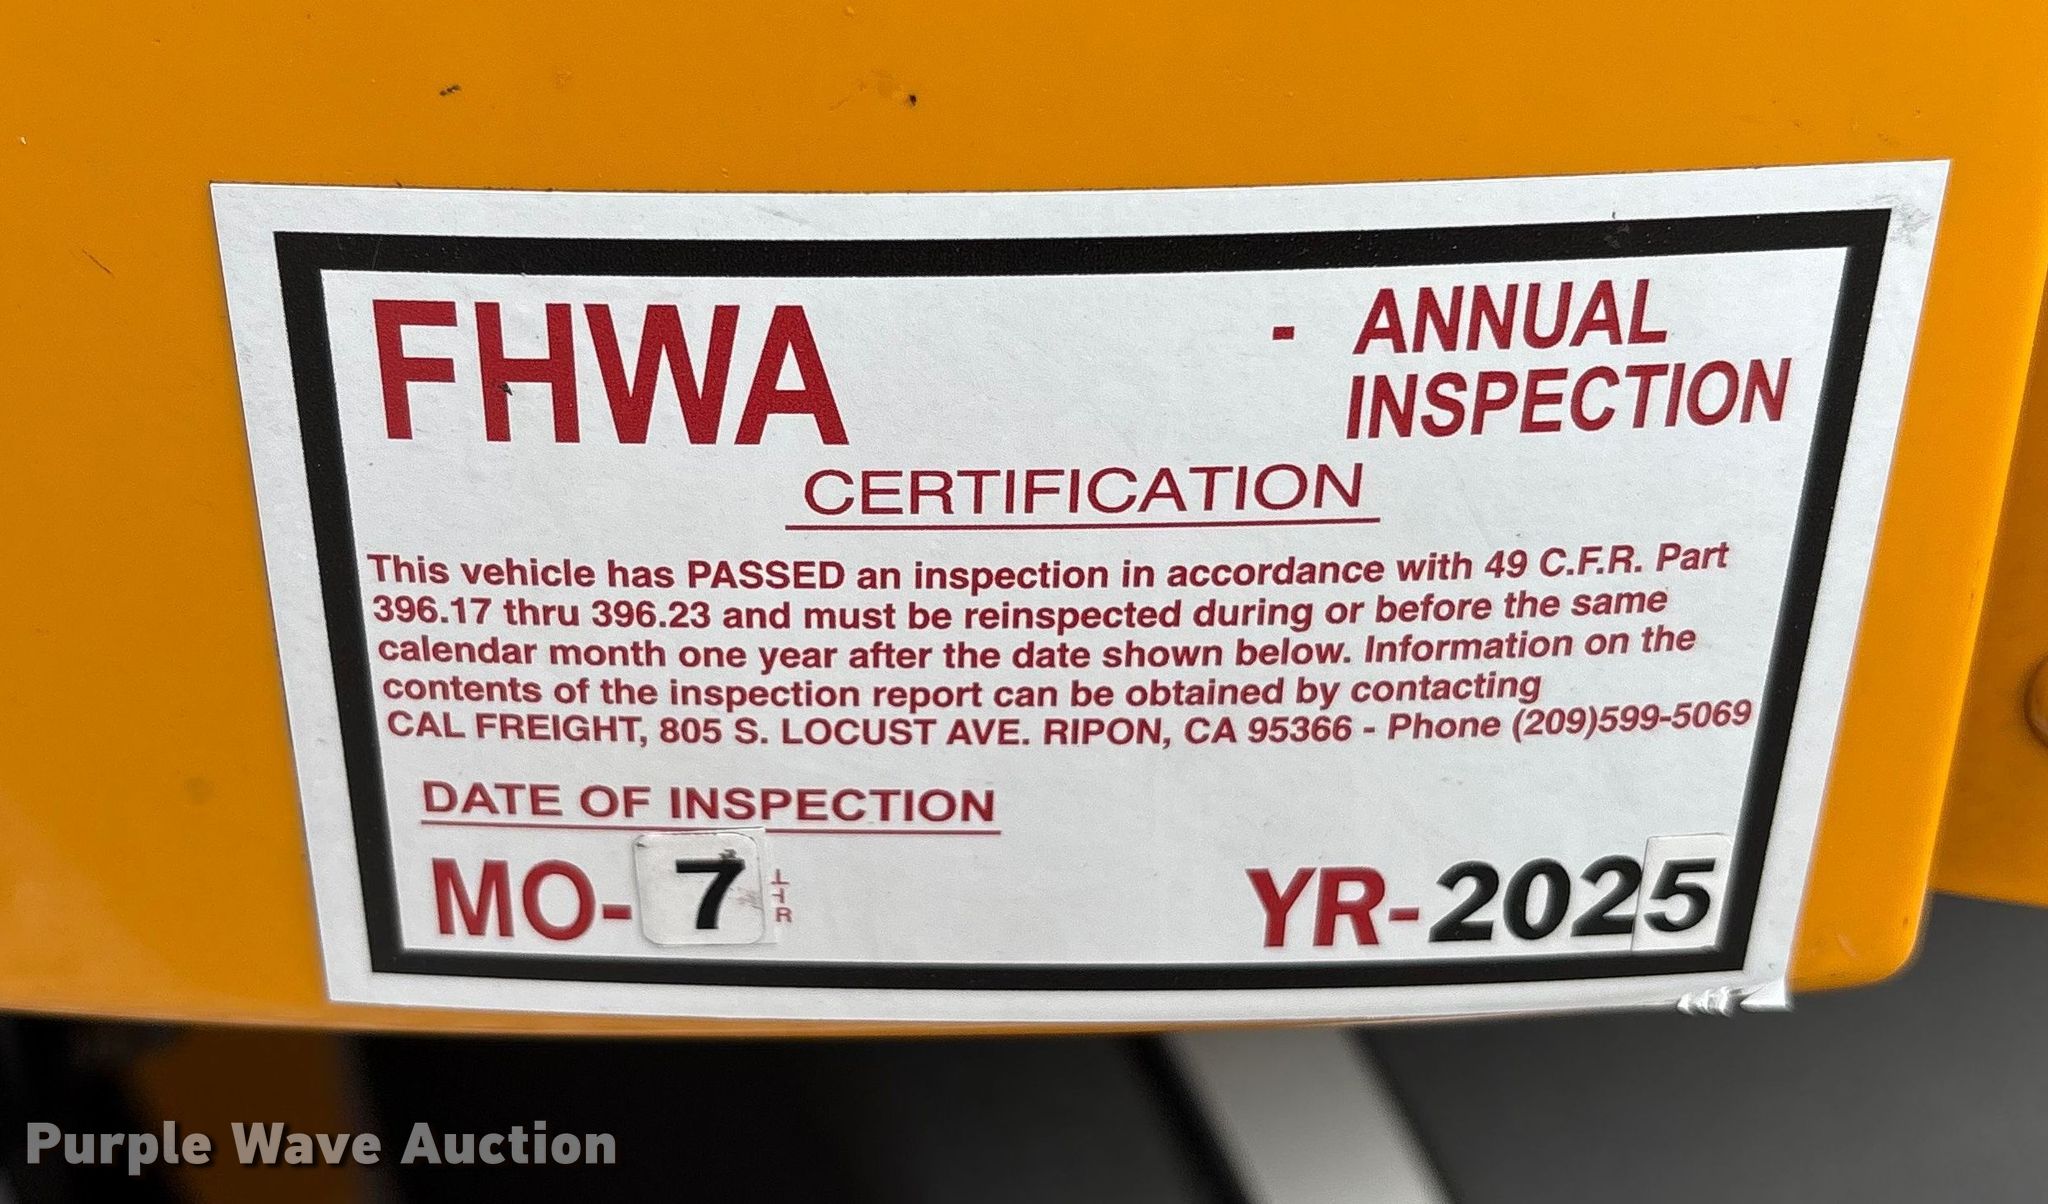 FHWA - ANNUAL
INSPECTION
CERTIFICATION
This vehicle has PASSED an inspection in accordance with 49 C.F.R. Part
396.17 thru 396.23 and must be reinspected during or before the same
calendar month one year after the date shown below. Information on the
contents of the inspection report can be obtained by contacting
CAL FREIGHT, 805 S. LOCUST AVE. RIPON, CA 95366 - Phone (209)599-5069
DATE OF INSPECTION
MO-7 YR-2025
Purple Wave Auction